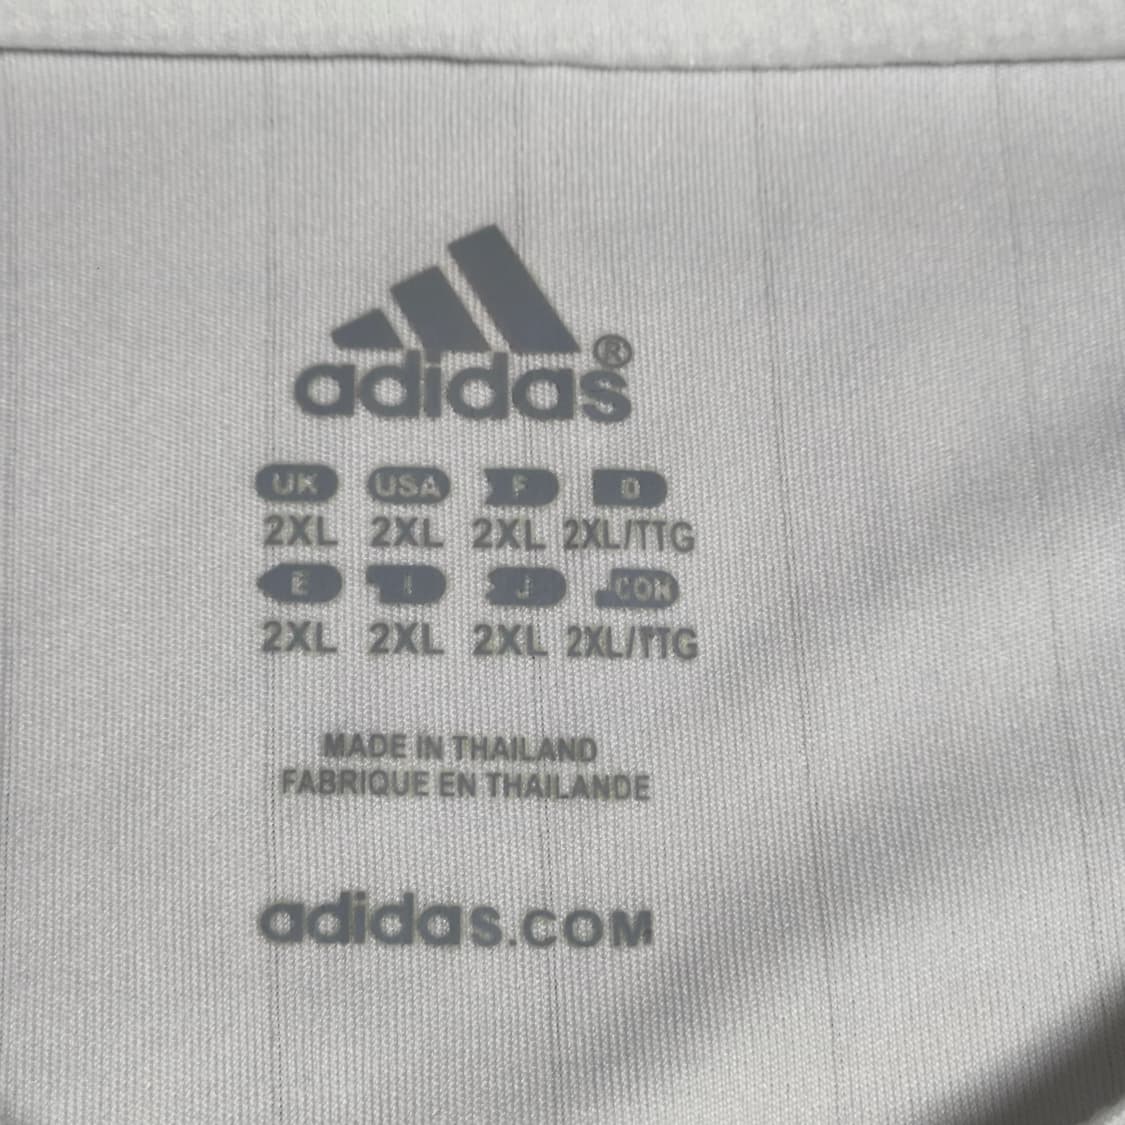 adidas®
UK USA F D
2XL 2XL 2XL 2XL/TTG
E I J CON
2XL 2XL 2XL 2XL/TTG
MADE IN THAILAND
FABRIQUE EN THAILANDE
adidas.COM